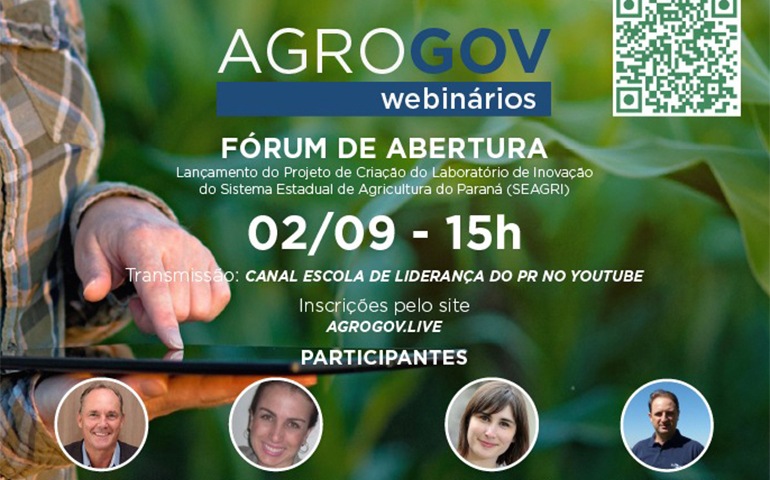 AGROGOV
webinários
FÓRUM DE ABERTURA
Lançamento do Projeto de Criação do Laboratório de Inovação
do Sistema Estadual de Agricultura do Paraná (SEAGRI)
02/09 - 15h
Transmissão: CANAL ESCOLA DE LIDERANÇA DO PR NO YOUTUBE
Inscrições pelo site
AGROGOV.LIVE
PARTICIPANTES